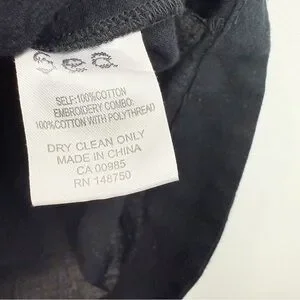 Sea
SELF:100%COTTON
EMBROIDERY COMBO:
100%COTTON WITH POLYTHREAD
DRY CLEAN ONLY
MADE IN CHINA
CA 00985
RN 148750